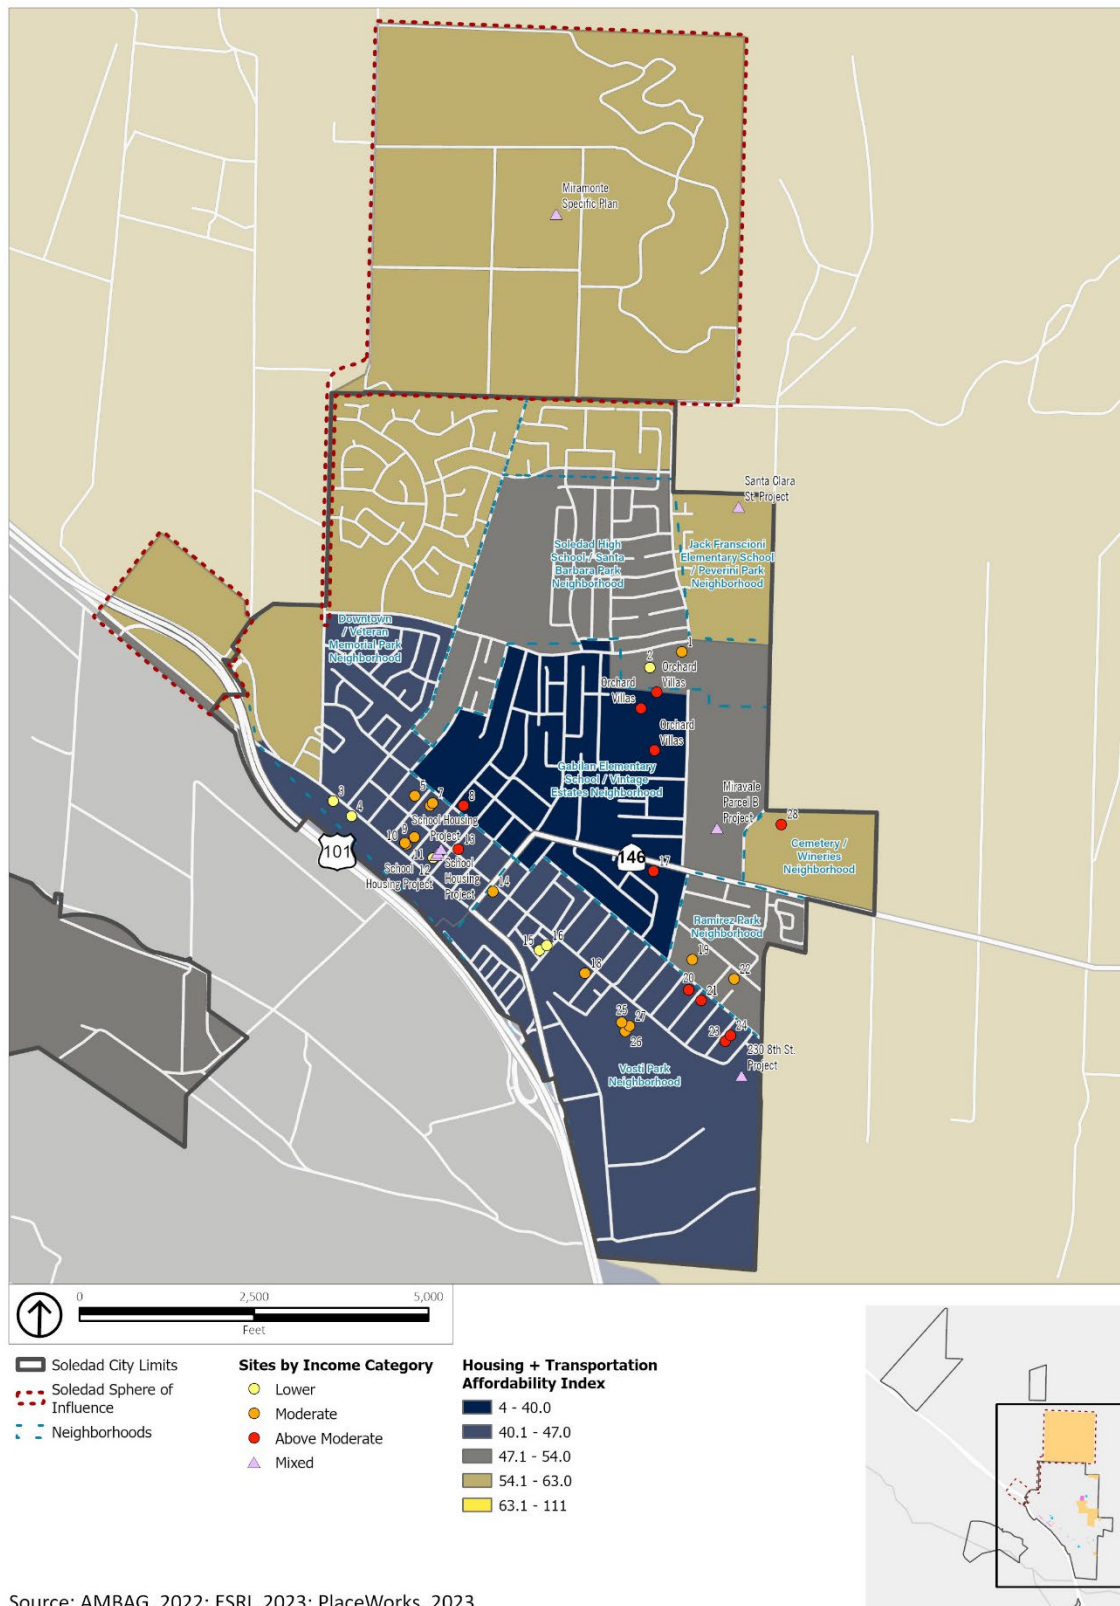 Miramonte
Specific Plan
Santa Clara
St. Project
Soledad High
School / Santa
Barbara Park
Neighborhood
Jack Franscioni
Elementary School
/ Peverini Park
Neighborhood
Downtown
/ Veteran
Memorial Park
Neighborhood
1
2
Orchard
Villas
Orchard
Villas
Orchard
Villas
Gabilan Elementary
School / Vintage
Estates Neighborhood
Miravale
Parcel B
Project
28
Cemetery /
Wineries
Neighborhood
3
4
5
7
8
School Housing
Project
9
10
11
12
13
School
Housing Project
School
Housing
Project
101
146
14
17
15
16
18
Ramirez Park
Neighborhood
19
20
21
22
25
27
26
23
24
230 8th St.
Project
Vosti Park
Neighborhood
0 2,500 5,000
Feet
Soledad City Limits
Soledad Sphere of
Influence
Neighborhoods
Sites by Income Category
Lower
Moderate
Above Moderate
Mixed
Housing + Transportation
Affordability Index
4 - 40.0
40.1 - 47.0
47.1 - 54.0
54.1 - 63.0
63.1 - 111
Source: AMBAG, 2022; ESRI, 2023; PlaceWorks, 2023